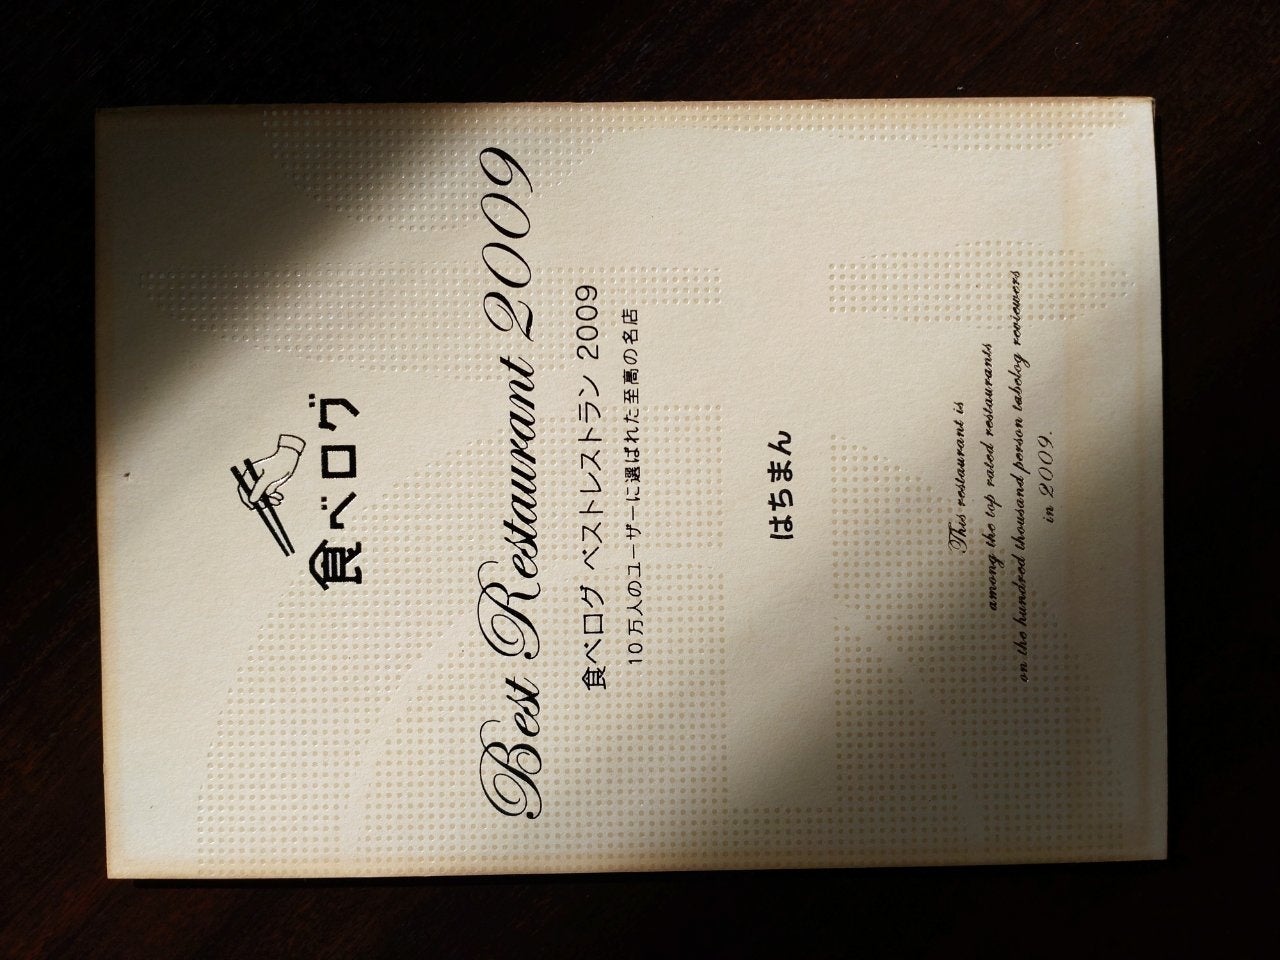 食べログ
Best Restaurant 2009
食べログ ベストレストラン 2009
10万人のユーザーに選ばれた至高の名店
はちまん
This restaurant is
among the top rated restaurants
on the hundred thousand person tabelog reviewers
in 2009.